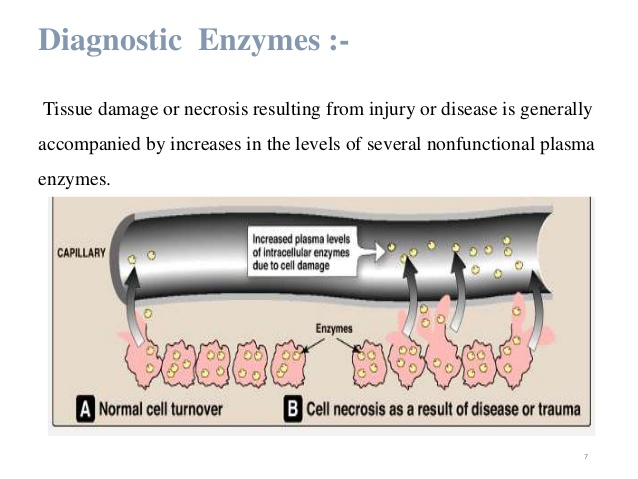 Diagnostic Enzymes :-
Tissue damage or necrosis resulting from injury or disease is generally
accompanied by increases in the levels of several nonfunctional plasma
enzymes.
CAPILLARY
Increased plasma levels
of intracellular enzymes
due to cell damage
Enzymes
A Normal cell turnover
B Cell necrosis as a result of disease or trauma
7